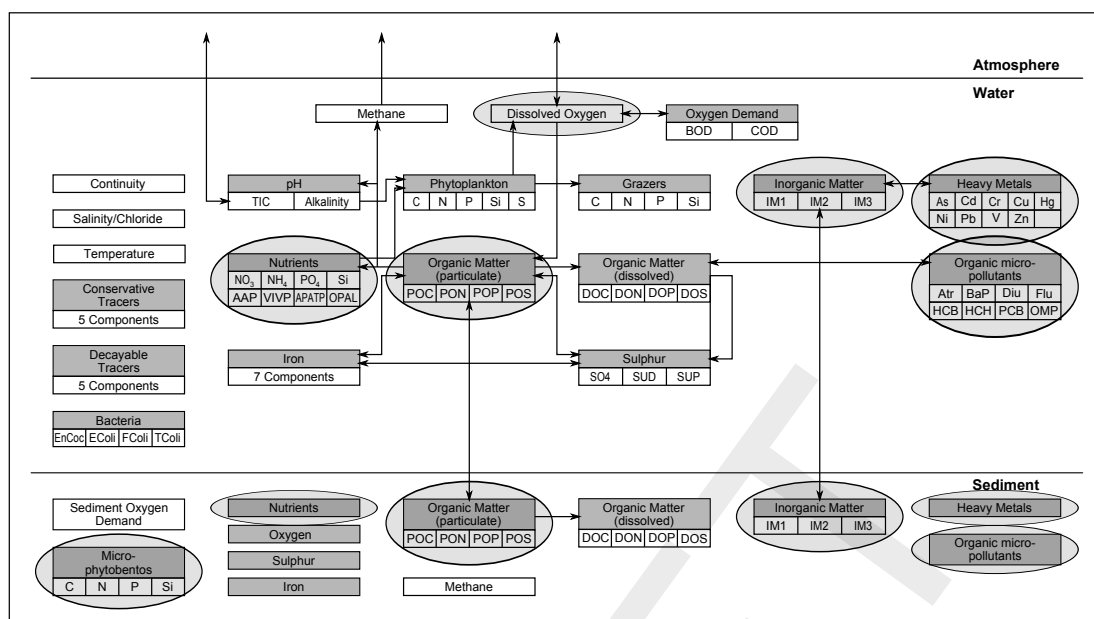 Atmosphere
Water
Methane
Dissolved Oxygen
Oxygen Demand
BOD COD
Continuity
pH
TIC Alkalinity
Phytoplankton
C N P Si S
Grazers
C N P Si
Inorganic Matter
IM1 IM2 IM3
Heavy Metals
As Cd Cr Cu Hg
Ni Pb V Zn
Salinity/Chloride
Temperature
Nutrients
NO3 NH4 PO4 Si
AAP VIVP APATP OPAL
Organic Matter
(particulate)
POC PON POP POS
Organic Matter
(dissolved)
DOC DON DOP DOS
Organic micro-
pollutants
Atr BaP Diu Flu
HCB HCH PCB OMP
Conservative
Tracers
5 Components
Decayable
Tracers
5 Components
Iron
7 Components
Sulphur
SO4 SUD SUP
Bacteria
EnCoc EColi FColi TColi
Sediment
Sediment Oxygen
Demand
Nutrients
Oxygen
Sulphur
Iron
Organic Matter
(particulate)
POC PON POP POS
Organic Matter
(dissolved)
DOC DON DOP DOS
Inorganic Matter
IM1 IM2 IM3
Heavy Metals
Organic micro-
pollutants
Micro-
phytobentos
C N P Si
Methane